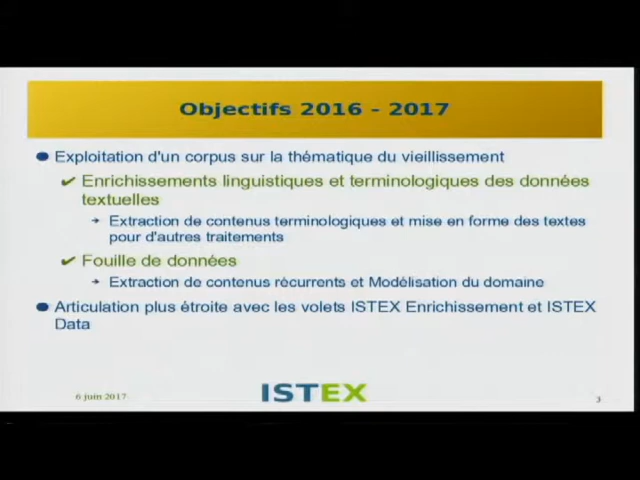 Objectifs 2016 - 2017
Exploitation d'un corpus sur la thématique du vieillissement
Enrichissements linguistiques et terminologiques des données
textuelles
Extraction de contenus terminologiques et mise en forme des textes
pour d'autres traitements
Fouille de données
Extraction de contenus récurrents et Modélisation du domaine
Articulation plus étroite avec les volets ISTEX Enrichissement et ISTEX
Data
6 juin 2017
ISTEX
3